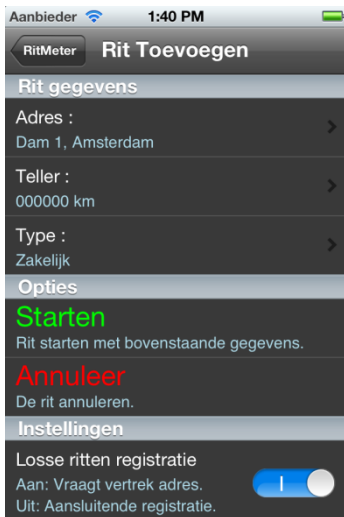 Aanbieder 1:40 PM
RitMeter Rit Toevoegen
Rit gegevens
Adres :
Dam 1, Amsterdam
Teller :
000000 km
Type :
Zakelijk
Opties
Starten
Rit starten met bovenstaande gegevens.
Annuleer
De rit annuleren.
Instellingen
Losse ritten registratie
Aan: Vraagt vertrek adres.
Uit: Aansluitende registratie.